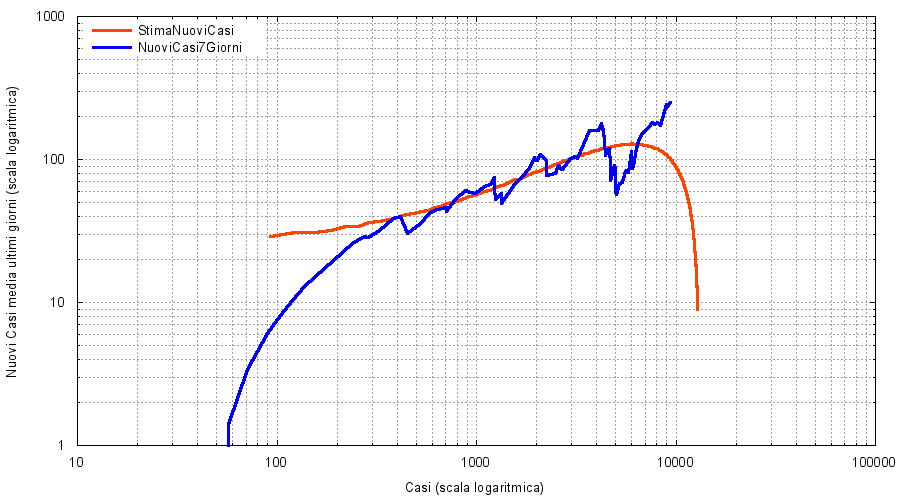 1000
StimaNuoviCasi
NuoviCasi7Giorni
100
10
1
Nuovi Casi media ultimi giorni (scala logaritmica)
10 100 1000 10000 100000
Casi (scala logaritmica)